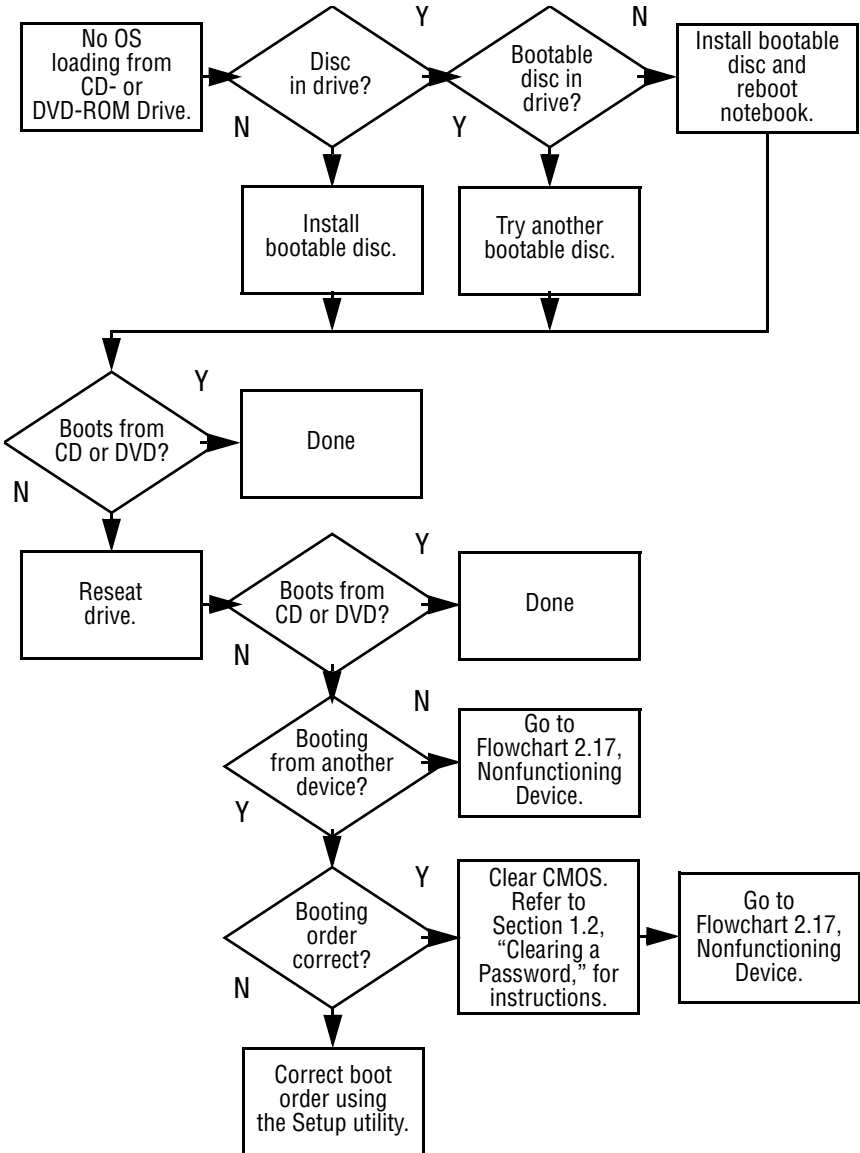 No OS
loading from
CD- or
DVD-ROM Drive.
Disc
in drive?
Y
N
Bootable
disc in
drive?
N
Y
Install bootable
disc and
reboot
notebook.
Install
bootable disc.
Try another
bootable disc.
Boots from
CD or DVD?
Y
N
Done
Reseat
drive.
Boots from
CD or DVD?
Y
N
Done
Booting
from another
device?
N
Y
Go to
Flowchart 2.17,
Nonfunctioning
Device.
Booting
order
correct?
Y
N
Clear CMOS.
Refer to
Section 1.2,
“Clearing a
Password,” for
instructions.
Go to
Flowchart 2.17,
Nonfunctioning
Device.
Correct boot
order using
the Setup utility.